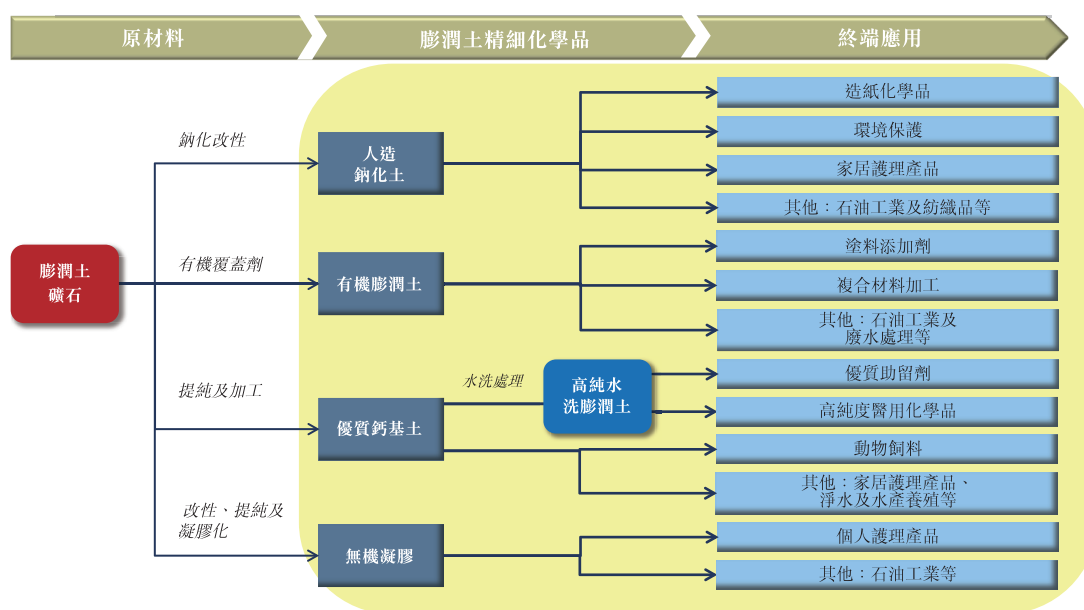 原材料
膨潤土精細化學品
終端應用
鈉化改性
人造
鈉化土
造紙化學品
環境保護
家居護理產品
其他：石油工業及紡織品等
膨潤土
礦石
有機覆蓋劑
有機膨潤土
塗料添加劑
複合材料加工
其他：石油工業及
廢水處理等
提純及加工
優質鈣基土
水洗處理
高純水
洗膨潤土
優質助留劑
高純度醫用化學品
動物飼料
其他：家居護理產品、
淨水及水產養殖等
改性、提純及
凝膠化
無機凝膠
個人護理產品
其他：石油工業等